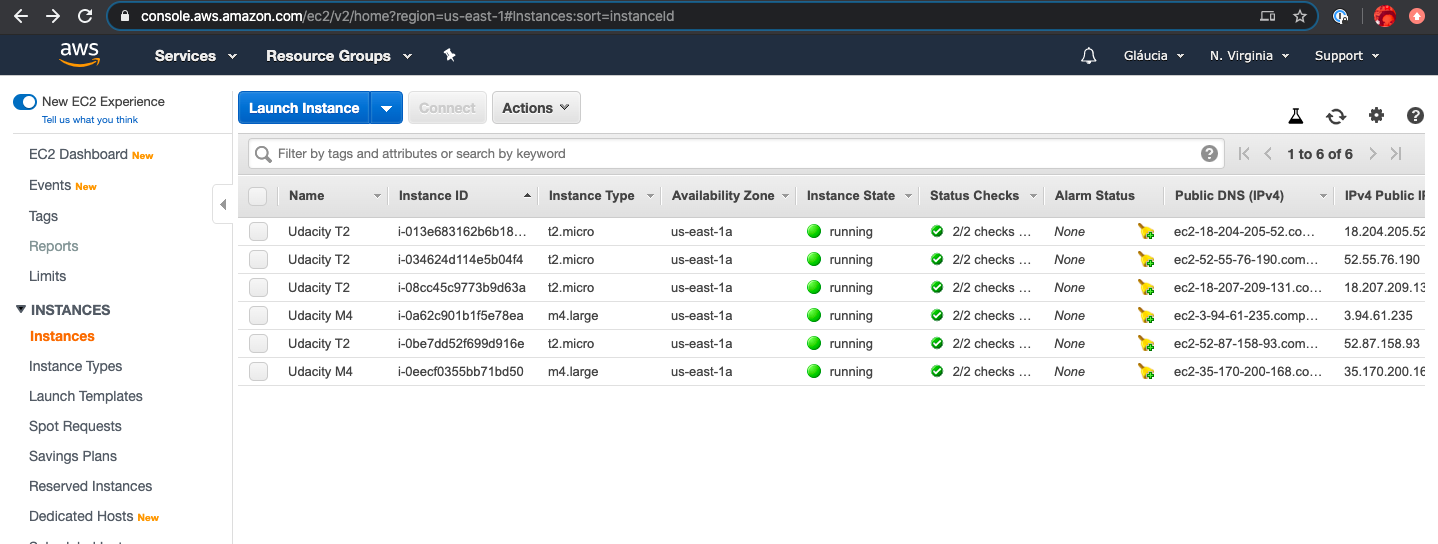 console.aws.amazon.com/ec2/v2/home?region=us-east-1#Instances:sort=instanceId
aws Services Resource Groups Gláucia N. Virginia Support
New EC2 Experience
Tell us what you think
EC2 Dashboard New
Events New
Tags
Reports
Limits
INSTANCES
Instances
Instance Types
Launch Templates
Spot Requests
Savings Plans
Reserved Instances
Dedicated Hosts New
Launch Instance Connect Actions
Filter by tags and attributes or search by keyword 1 to 6 of 6
Name Instance ID Instance Type Availability Zone Instance State Status Checks Alarm Status Public DNS (IPv4) IPv4 Public
Udacity T2 i-013e683162b6b18... t2.micro us-east-1a running 2/2 checks ... None ec2-18-204-205-52.co... 18.204.205.52
Udacity T2 i-034624d114e5b04f4 t2.micro us-east-1a running 2/2 checks ... None ec2-52-55-76-190.com... 52.55.76.190
Udacity T2 i-08cc45c9773b9d63a t2.micro us-east-1a running 2/2 checks ... None ec2-18-207-209-131.co... 18.207.209.13
Udacity M4 i-0a62c901b1f5e78ea m4.large us-east-1a running 2/2 checks ... None ec2-3-94-61-235.comp... 3.94.61.235
Udacity T2 i-0be7dd52f699d916e t2.micro us-east-1a running 2/2 checks ... None ec2-52-87-158-93.com... 52.87.158.93
Udacity M4 i-0eecf0355bb71bd50 m4.large us-east-1a running 2/2 checks ... None ec2-35-170-200-168.co... 35.170.200.16